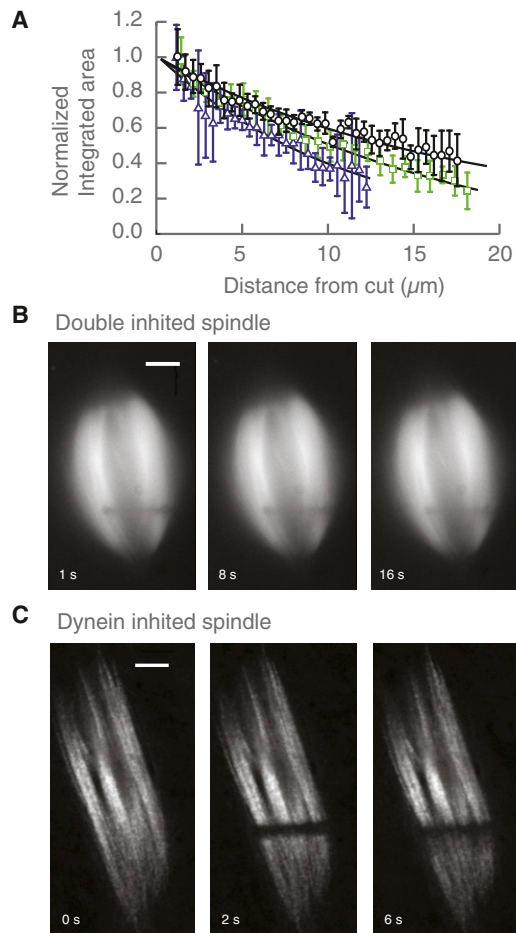 A
Normalized
Integrated area
1.2
1.0
0.8
0.6
0.4
0.2
0.0
0 5 10 15 20
Distance from cut (µm)
B Double inhited spindle
1 s 8 s 16 s
C Dynein inhited spindle
0 s 2 s 6 s